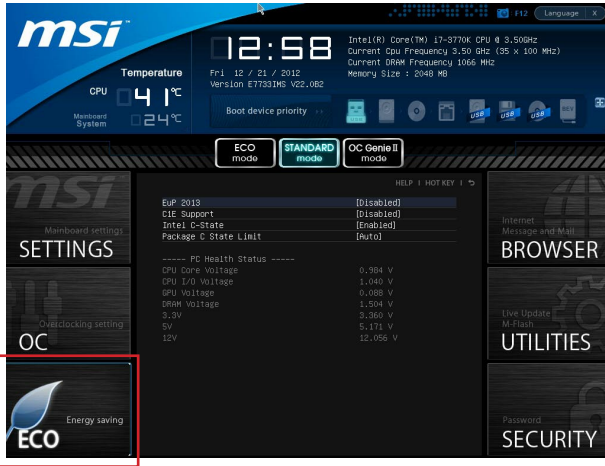 msi
F12 Language X
12:58
Intel(R) Core(TM) i7-3770K CPU @ 3.50GHz
Current Cpu Frequency 3.50 GHz (35 x 100 MHz)
Current DRAM Frequency 1066 MHz
Memory Size : 2048 MB
Temperature
CPU 41°C
Mainboard
System 24°C
Fri 12 / 21 / 2012
Version E7733IMS V22.0B2
Boot device priority
USB USB USB
ECO
mode
STANDARD
mode
OC Genie II
mode
HELP | HOT KEY |
msi
Mainboard settings
SETTINGS
Overclocking setting
OC
Energy saving
ECO
EuP 2013 [Disabled]
C1E Support [Disabled]
Intel C-State [Enabled]
Package C State Limit [Auto]
----- PC Health Status -----
CPU Core Voltage 0.984 V
CPU I/O Voltage 1.040 V
GPU Voltage 0.088 V
DRAM Voltage 1.504 V
3.3V 3.360 V
5V 5.171 V
12V 12.056 V
Internet
Message and Mail
BROWSER
Live Update
M-Flash
UTILITIES
Password
SECURITY